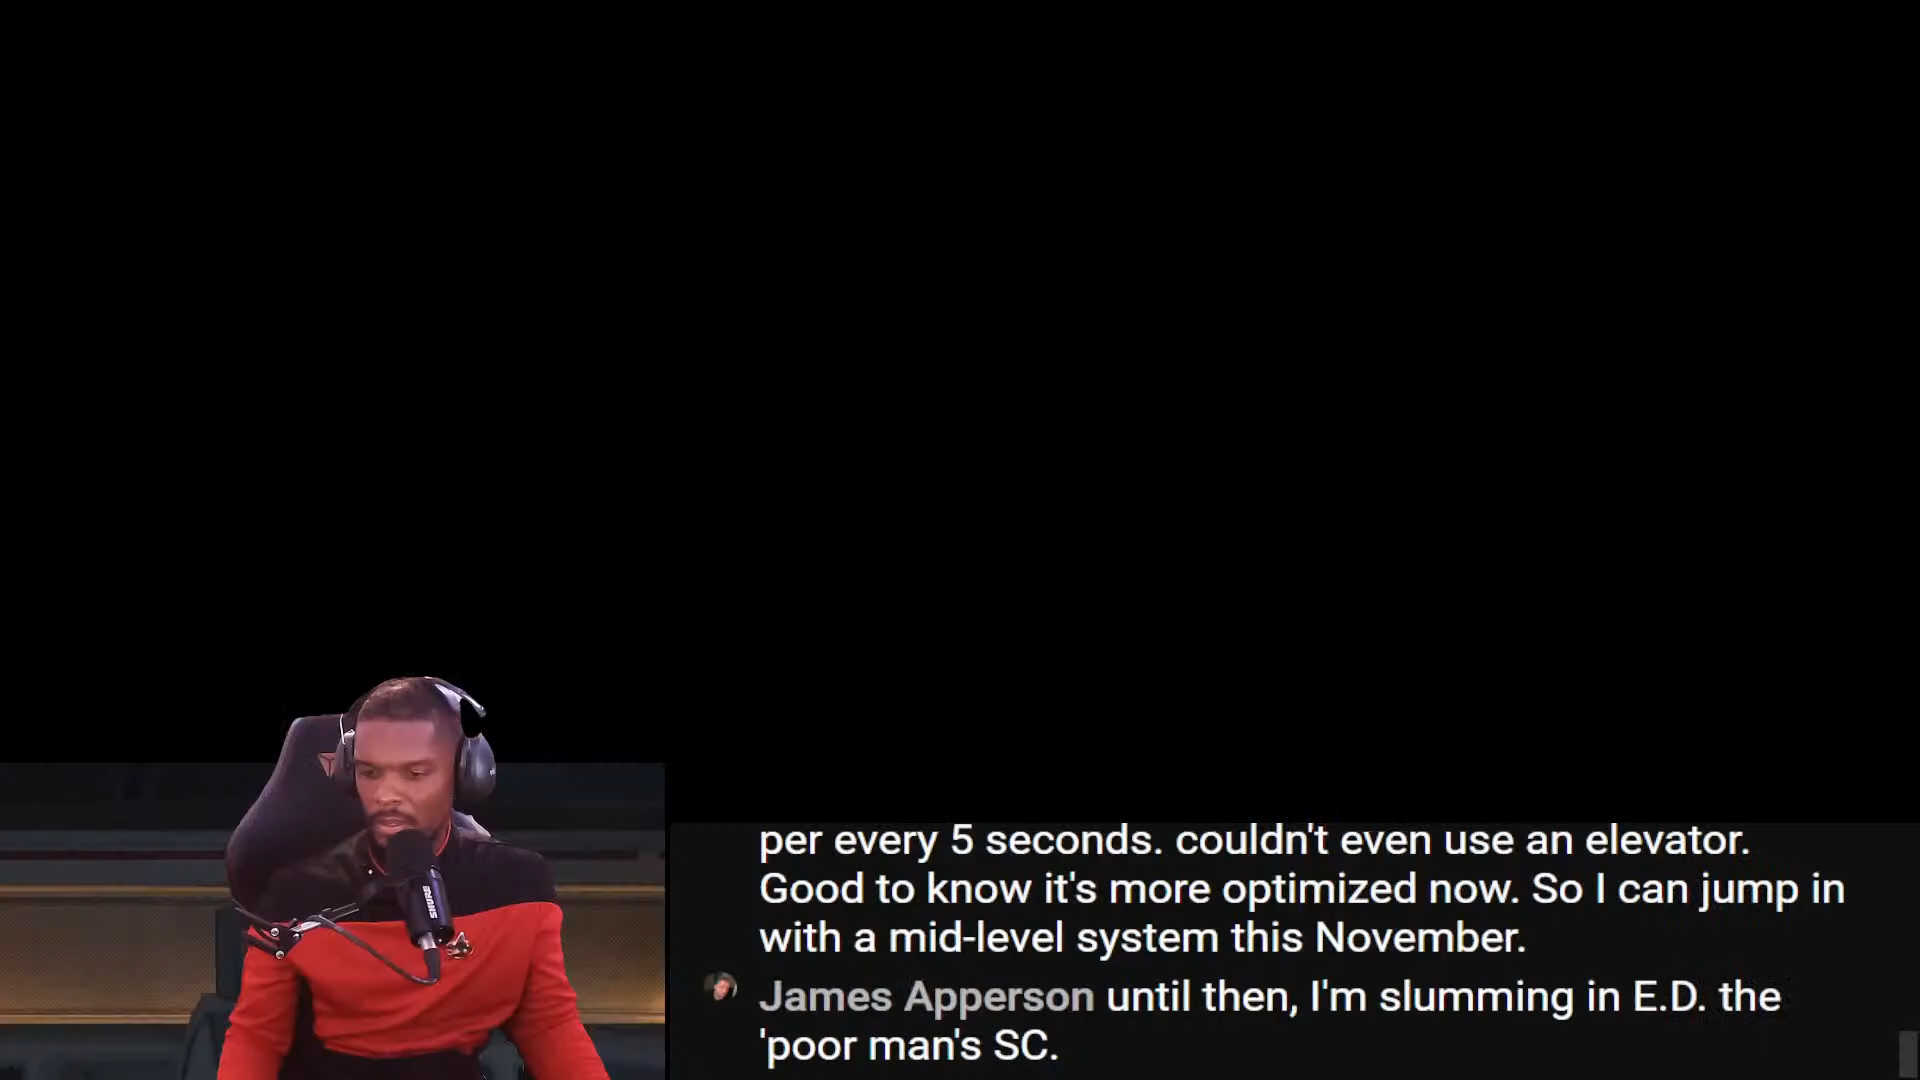 per every 5 seconds. couldn't even use an elevator.
Good to know it's more optimized now. So I can jump in
with a mid-level system this November.
James Apperson until then, I'm slumming in E.D. the
'poor man's SC.
SHURE